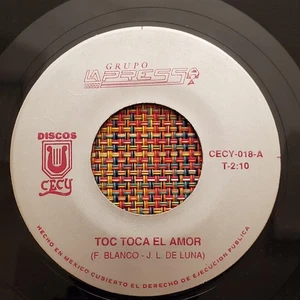 GRUPO
LA PRESSA
DISCOS
CECY
CECY-018-A
T-2:10
TOC TOCA EL AMOR
(F. BLANCO - J. L. DE LUNA)
HECHO EN MEXICO CUBIERTO EL DERECHO DE EJECUCION PUBLICA